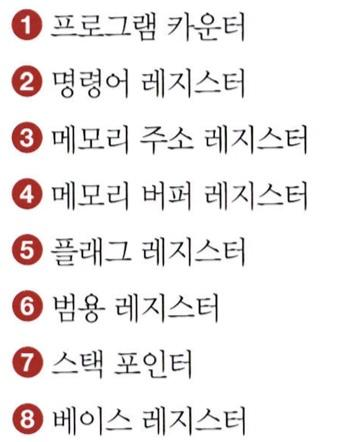 1 프로그램 카운터
2 명령어 레지스터
3 메모리 주소 레지스터
4 메모리 버퍼 레지스터
5 플래그 레지스터
6 범용 레지스터
7 스택 포인터
8 베이스 레지스터